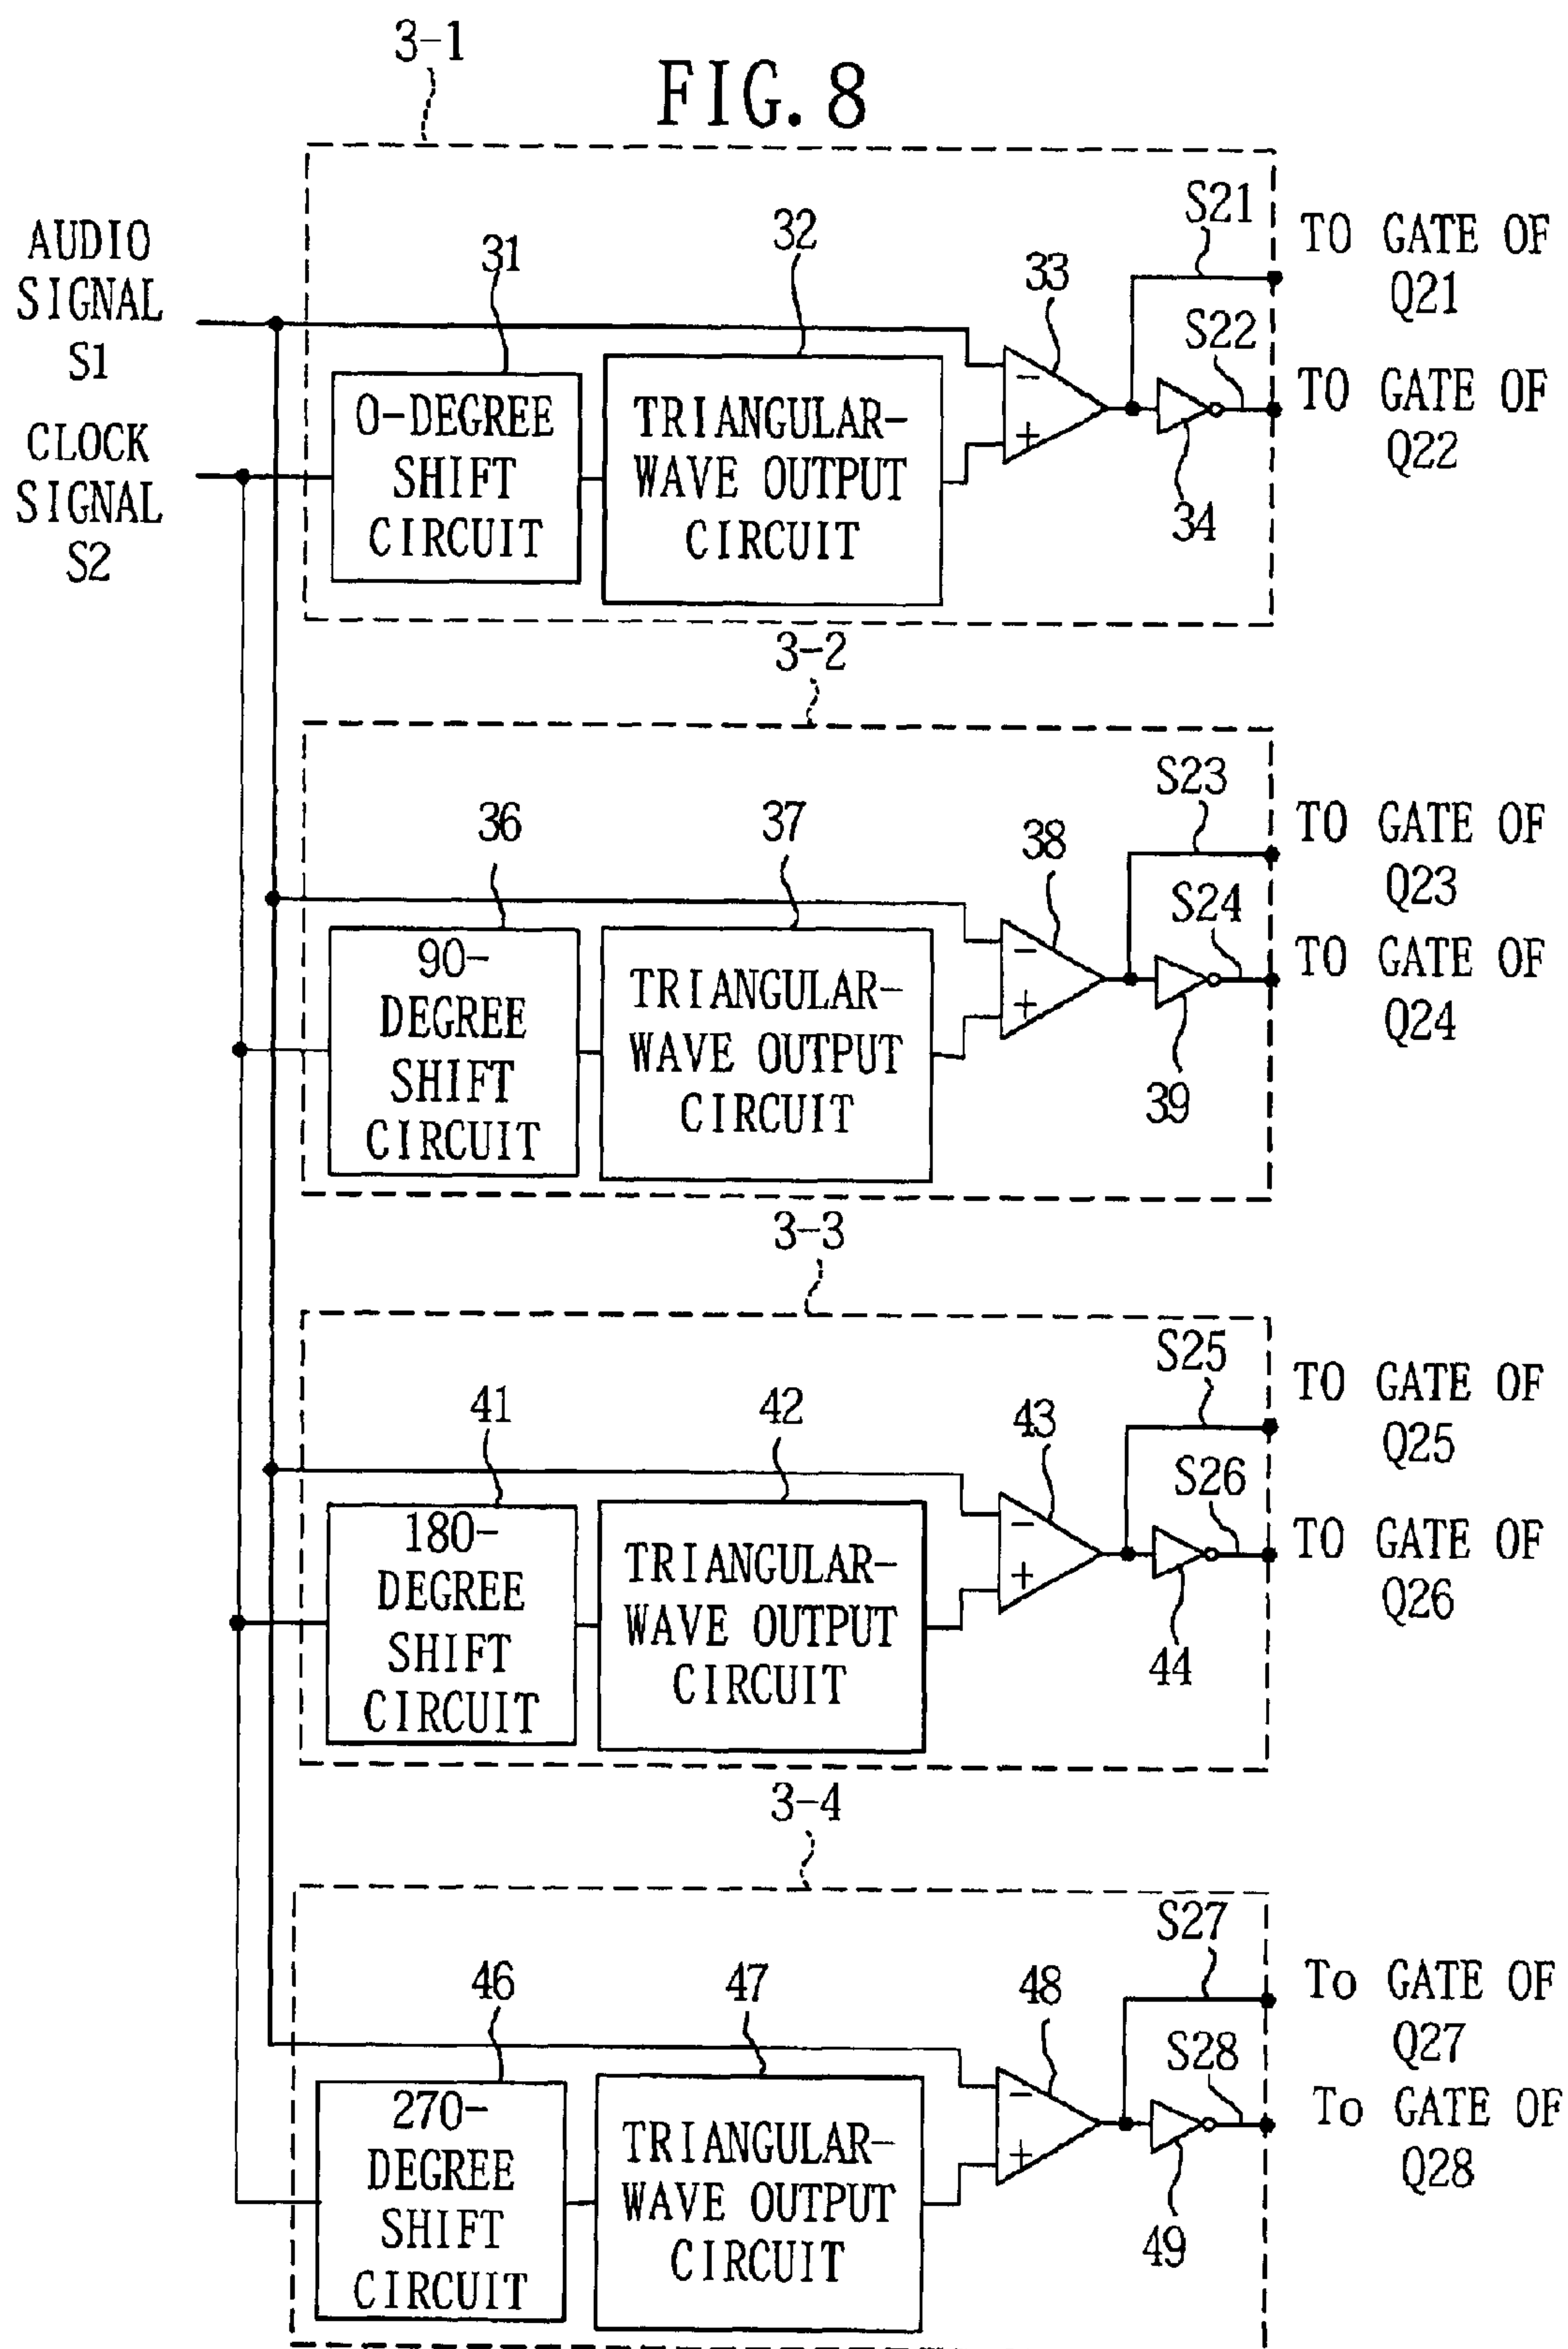 3-1
FIG. 8
AUDIO
SIGNAL
S1
CLOCK
SIGNAL
S2
31
32
33
S21
TO GATE OF
Q21
S22
TO GATE OF
Q22
0-DEGREE
SHIFT
CIRCUIT
TRIANGULAR-
WAVE OUTPUT
CIRCUIT
-
+
34
3-2
36
37
38
S23
TO GATE OF
Q23
S24
TO GATE OF
Q24
90-
DEGREE
SHIFT
CIRCUIT
TRIANGULAR-
WAVE OUTPUT
CIRCUIT
-
+
39
3-3
41
42
43
S25
TO GATE OF
Q25
S26
TO GATE OF
Q26
180-
DEGREE
SHIFT
CIRCUIT
TRIANGULAR-
WAVE OUTPUT
CIRCUIT
-
+
44
3-4
46
47
48
S27
To GATE OF
Q27
S28
To GATE OF
Q28
270-
DEGREE
SHIFT
CIRCUIT
TRIANGULAR-
WAVE OUTPUT
CIRCUIT
-
+
49